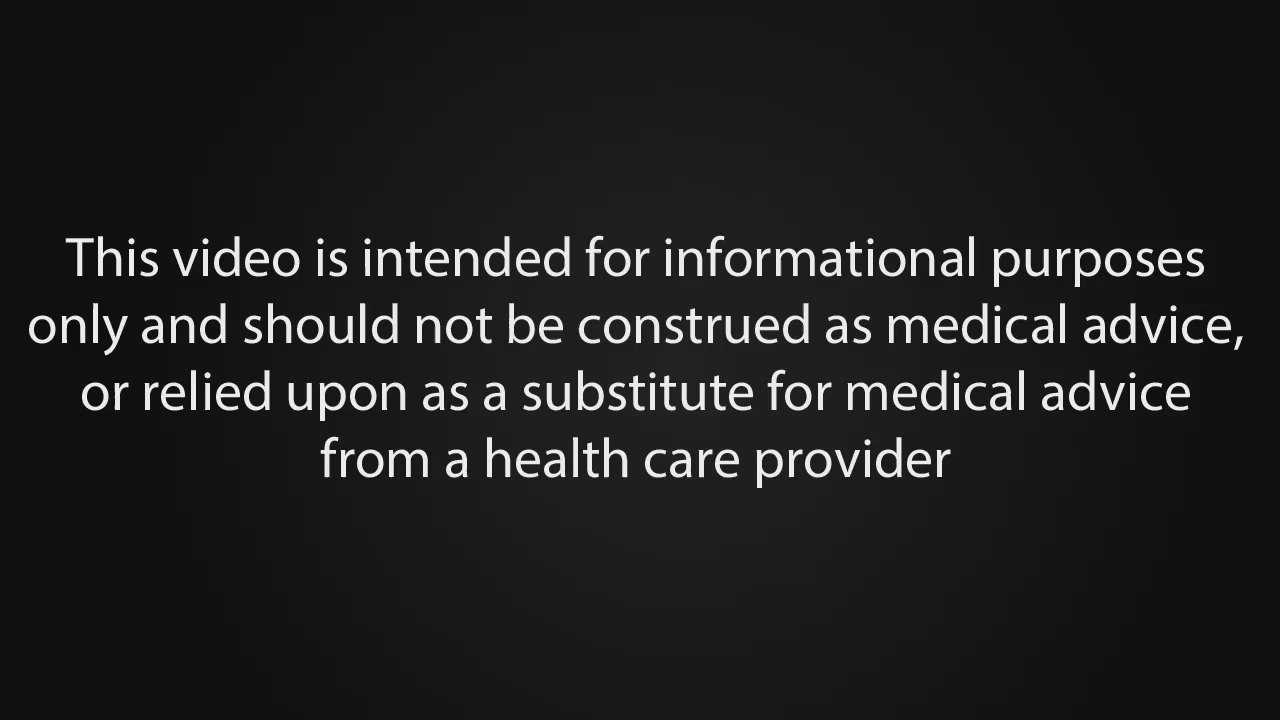 This video is intended for informational purposes
only and should not be construed as medical advice,
or relied upon as a substitute for medical advice
from a health care provider